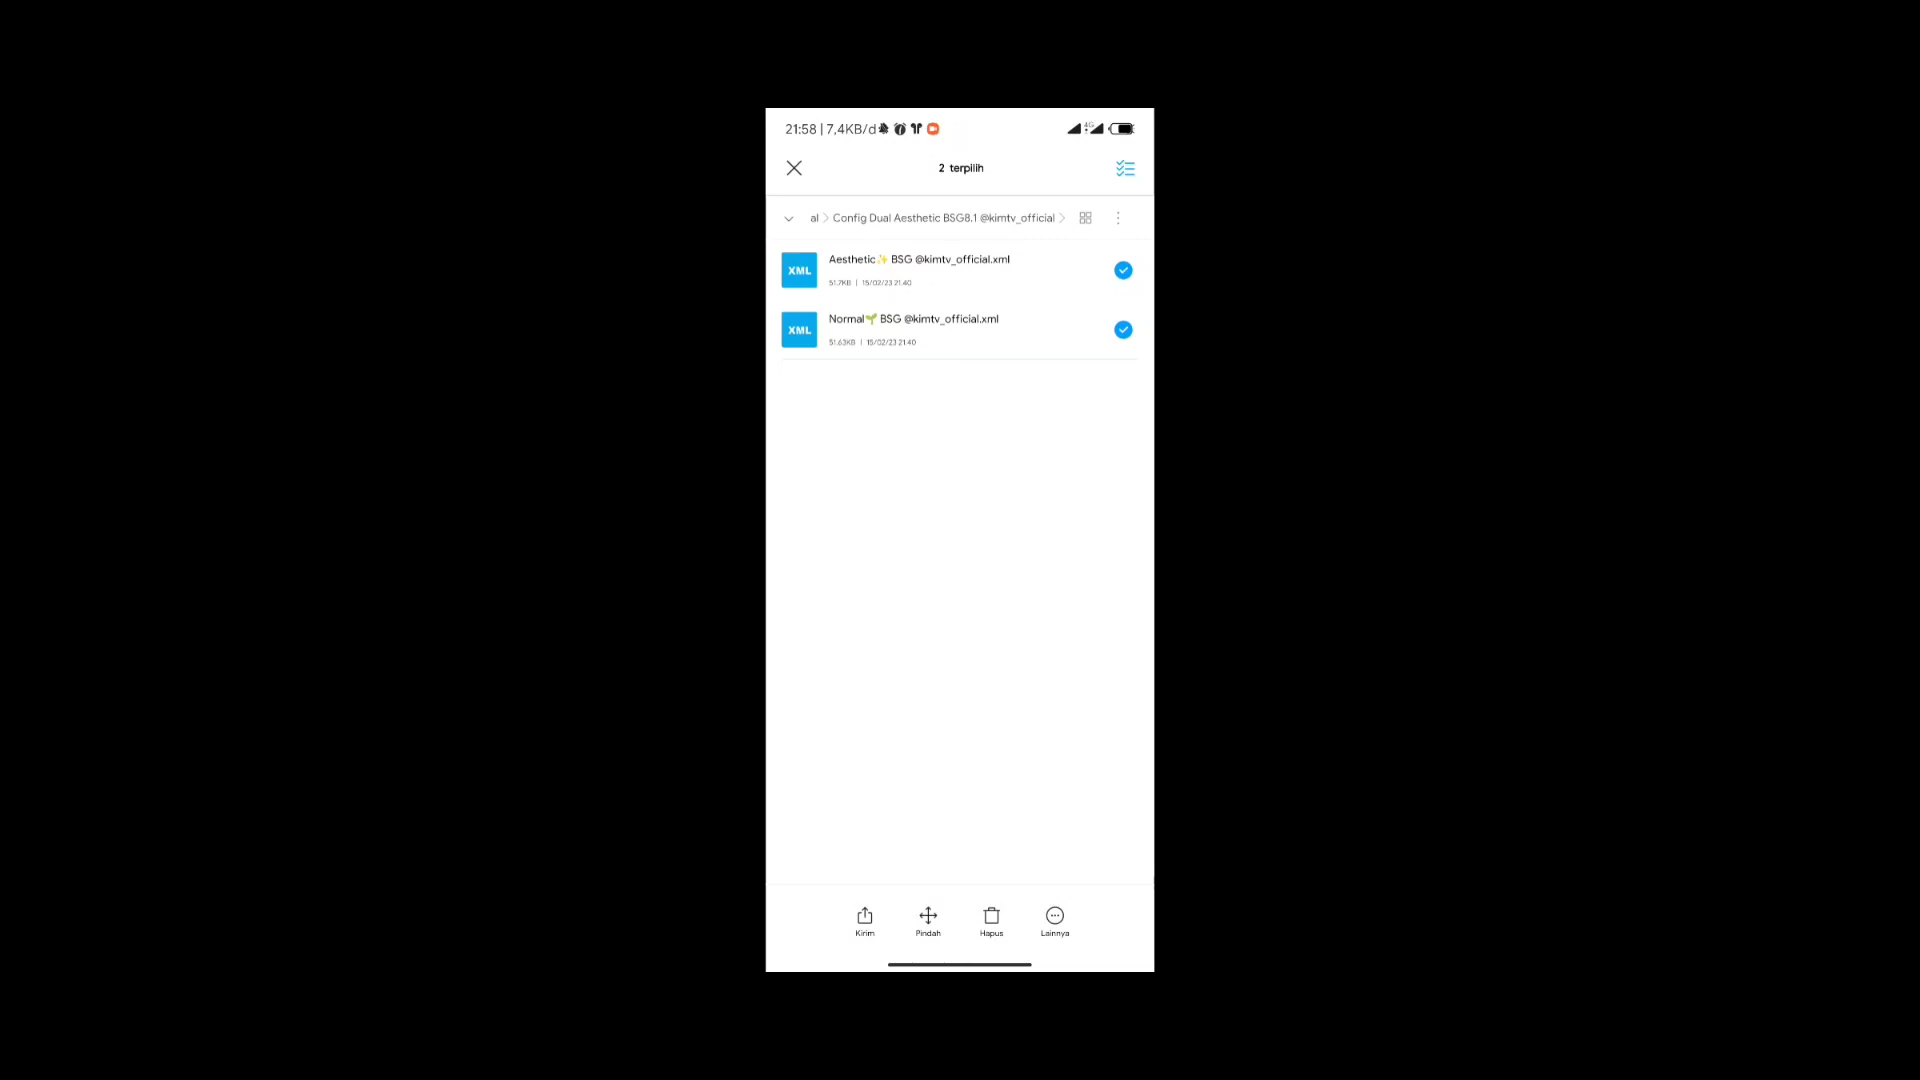 21:58 | 7,4KB/d
4G
2 terpilih
al > Config Dual Aesthetic BSG8.1 @kimtv_official >
XML
Aesthetic✨ BSG @kimtv_official.xml
51.7KB | 15/02/23 21.40
XML
Normal🌱 BSG @kimtv_official.xml
51.63KB | 15/02/23 21.40
Kirim
Pindah
Hapus
Lainnya